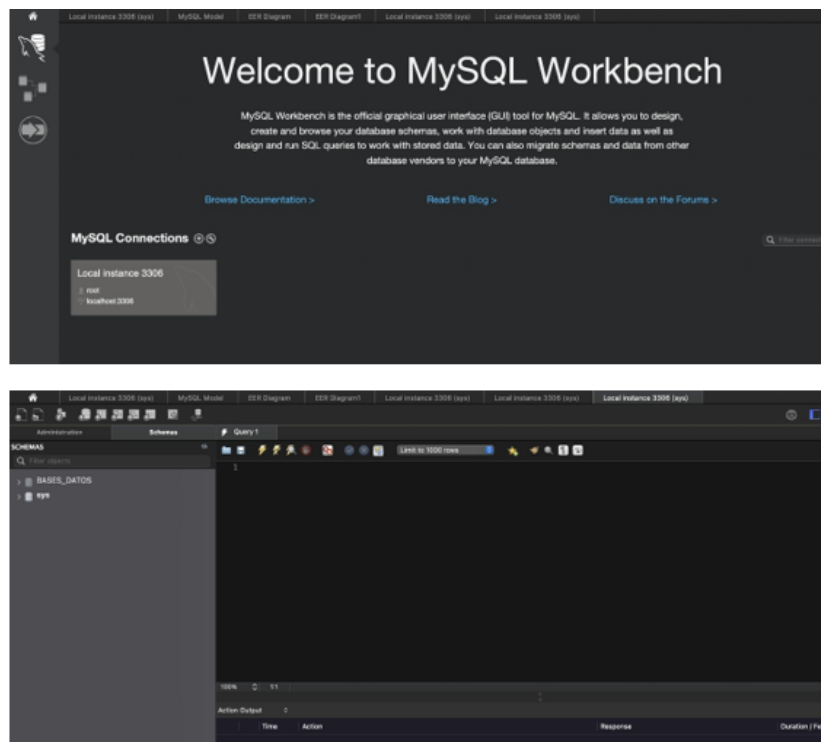 Local instance 3306 (sys) MySQL Model EER Diagram EER Diagram1 Local instance 3306 (sys) Local instance 3306 (sys)
Welcome to MySQL Workbench
MySQL Workbench is the official graphical user interface (GUI) tool for MySQL. It allows you to design,
create and browse your database schemas, work with database objects and insert data as well as
design and run SQL queries to work with stored data. You can also migrate schemas and data from other
database vendors to your MySQL database.
Browse Documentation > Read the Blog > Discuss on the Forums >
MySQL Connections
Filter connect
Local instance 3306
root
localhost:3306
Local instance 3306 (sys) MySQL Model EER Diagram EER Diagram1 Local instance 3306 (sys) Local instance 3306 (sys) Local instance 3306 (sys)
Administration Schemas Query 1
SCHEMAS
Limit to 1000 rows
Filter objects
1
BASES_DATOS
sys
100% 1:1
Action Output
Time Action Response Duration / Fe